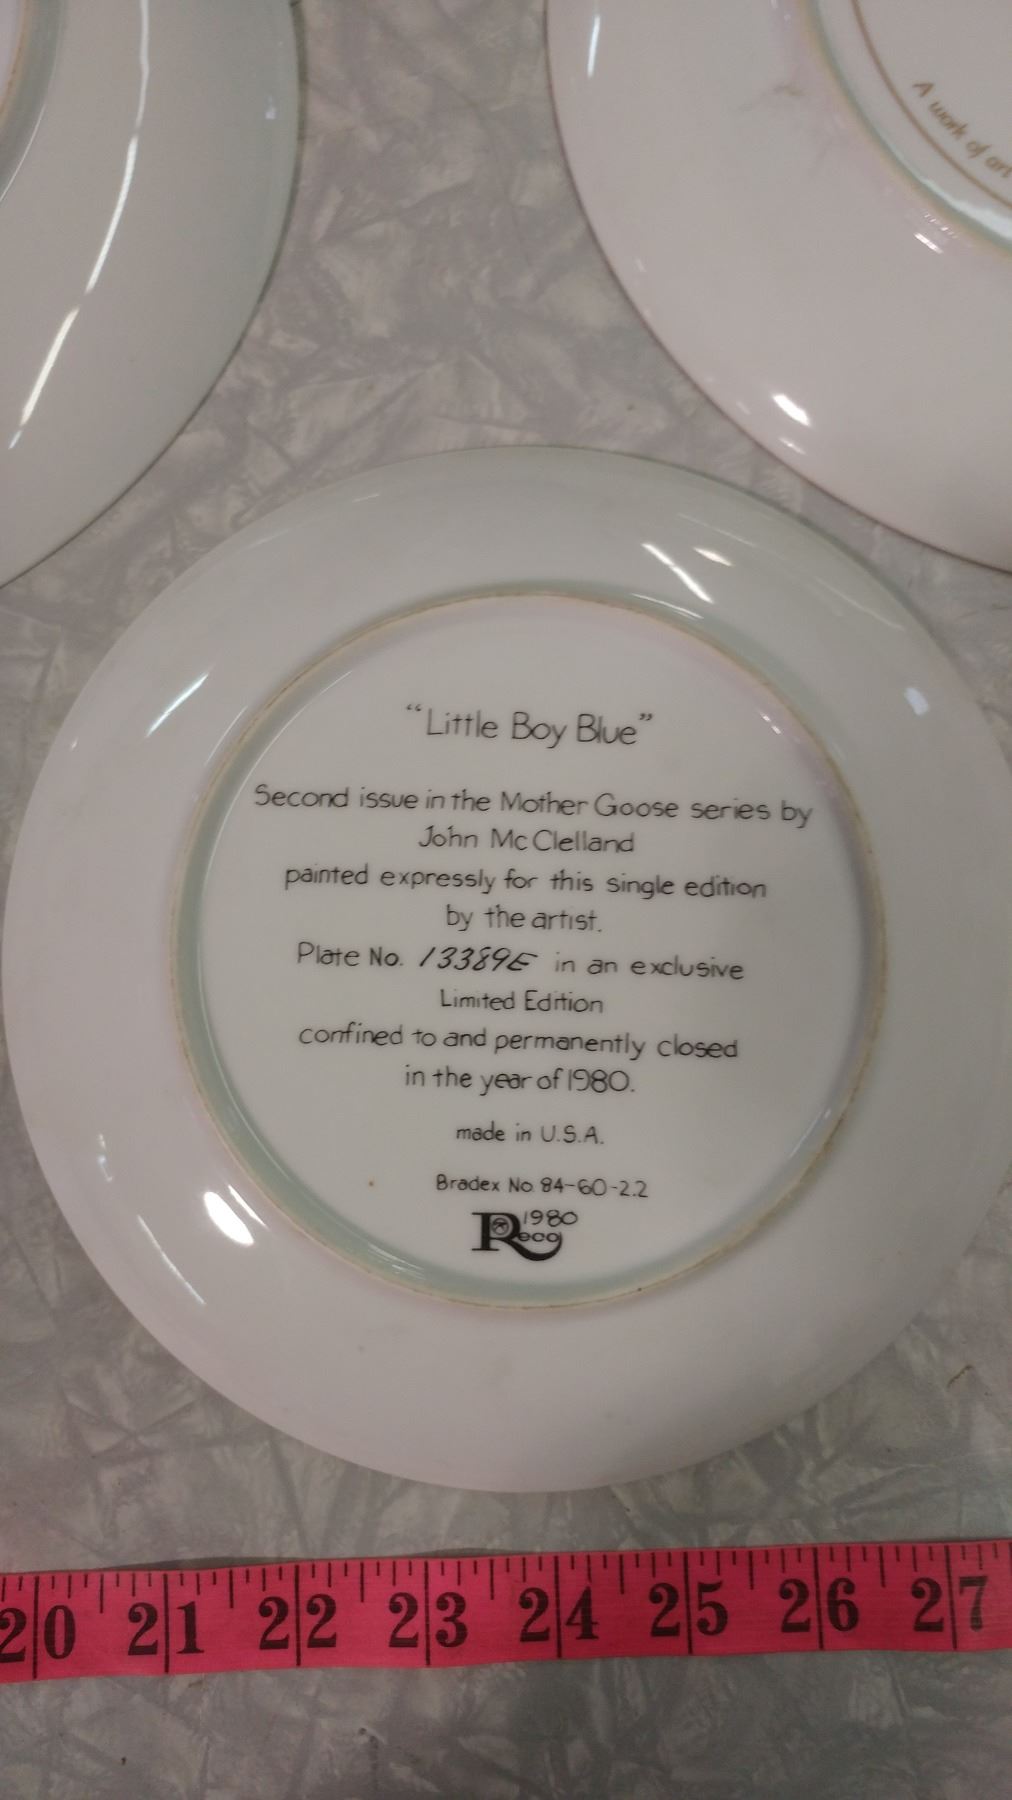 A work of art
"Little Boy Blue"
Second issue in the Mother Goose series by
John McClelland
painted expressly for this single edition
by the artist.
Plate No. 13389E in an exclusive
Limited Edition
confined to and permanently closed
in the year of 1980.
made in U.S.A.
Bradex No. 84-60-2.2
1980
Reco
20 21 22 23 24 25 26 27